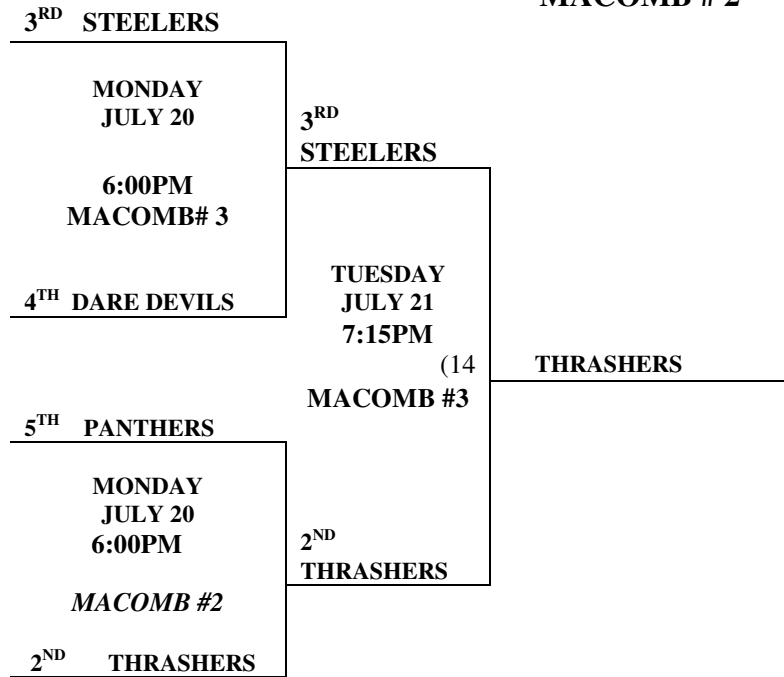 MACOMB # 2
3RD STEELERS
MONDAY
JULY 20
6:00PM
MACOMB# 3
4TH DARE DEVILS
3RD
STEELERS
TUESDAY
JULY 21
7:15PM
(14
MACOMB #3
THRASHERS
5TH PANTHERS
MONDAY
JULY 20
6:00PM
MACOMB #2
2ND THRASHERS
2ND
THRASHERS